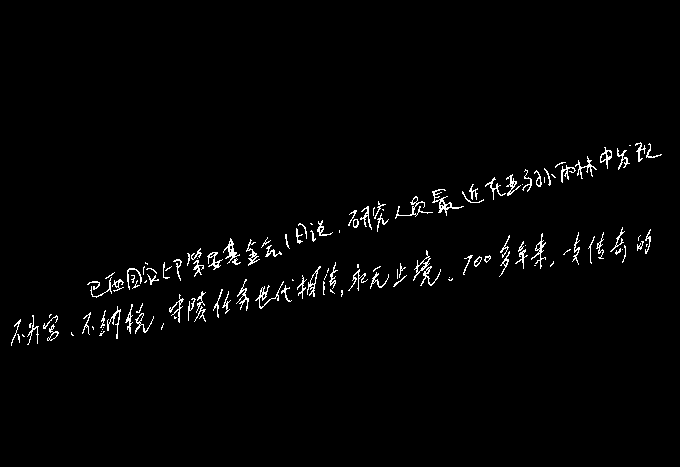 巴西国家印第安基金会1日说,研究人员最近在亚马孙雨林中发现
不升官、不纳税,守陵任务世代相传,永无止境。700多年来,一支传奇的